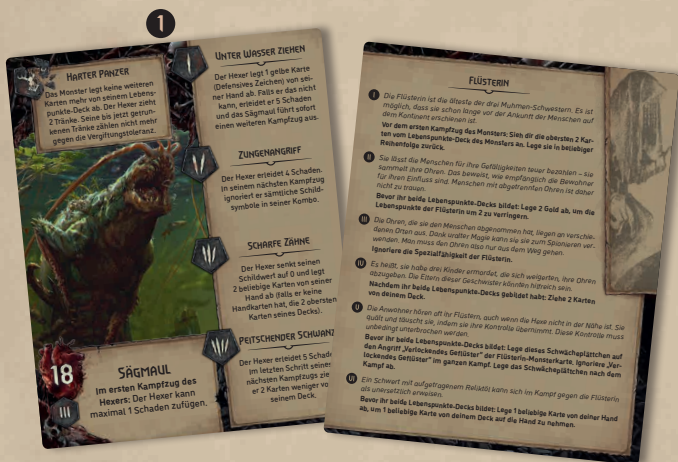 1
HARTER PANZER
Das Monster legt keine weiteren
Karten mehr von seinem Lebens-
punkte-Deck ab. Der Hexer zieht
2 Tränke. Seine bis jetzt getrun-
kenen Tränke zählen nicht mehr
gegen die Vergiftungstoleranz.
UNTER WASSER ZIEHEN
Der Hexer legt 1 gelbe Karte
(Defensives Zeichen) von sei-
ner Hand ab. Falls er das nicht
kann, erleidet er 5 Schaden
und das Sägmaul führt sofort
einen weiteren Kampfzug aus.
ZUNGENANGRIFF
Der Hexer erleidet 4 Schaden.
In seinem nächsten Kampfzug
ignoriert er sämtliche Schild-
symbole in seiner Kombo.
SCHARFE ZÄHNE
Der Hexer senkt seinen
Schildwert auf 0 und legt
2 beliebige Karten von seiner
Hand ab (falls er keine
Handkarten hat, die 2 obersten
Karten seines Decks).
PEITSCHENDER SCHWANZ
Der Hexer erleidet 5 Schade
Im letzten Schritt seines
nächsten Kampfzugs zie
er 2 Karten weniger vo
seinem Deck.
18
III
SÄGMAUL
Im ersten Kampfzug des
Hexers: Der Hexer kann
maximal 1 Schaden zufügen.
FLÜSTERIN
I Die Flüsterin ist die älteste der drei Muhmen-Schwestern. Es ist
möglich, dass sie schon lange vor der Ankunft der Menschen auf
dem Kontinent erschienen ist.
Vor dem ersten Kampfzug des Monsters: Sieh dir die obersten 2 Kar-
ten vom Lebenspunkte-Deck des Monsters an. Lege sie in beliebiger
Reihenfolge zurück.
II Sie lässt die Menschen für ihre Gefälligkeiten teuer bezahlen – sie
sammelt ihre Ohren. Das beweist, wie empfänglich die Bewohner
für ihren Einfluss sind. Menschen mit abgetrennten Ohren ist daher
nicht zu trauen.
Bevor ihr beide Lebenspunkte-Decks bildet: Lege 2 Gold ab, um die
Lebenspunkte der Flüsterin um 2 zu verringern.
III Die Ohren, die sie den Menschen abgenommen hat, liegen an verschie-
denen Orten aus. Dank uralter Magie kann sie sie zum Spionieren ver-
wenden. Man muss den Ohren also nur aus dem Weg gehen.
Ignoriere die Spezialfähigkeit der Flüsterin.
IV Es heißt, sie habe drei Kinder ermordet, die sich weigerten, ihre Ohren
abzugeben. Die Eltern dieser Geschwister könnten hilfreich sein.
Nachdem ihr beide Lebenspunkte-Decks gebildet habt: Ziehe 2 Karten
von deinem Deck.
V Die Anwohner hören oft ihr Flüstern, auch wenn die Hexe nicht in der Nähe ist. Sie
quält und täuscht sie, indem sie ihre Kontrolle übernimmt. Diese Kontrolle muss
unbedingt unterbrochen werden.
Bevor ihr beide Lebenspunkte-Decks bildet: Lege dieses Schwächeplättchen auf
den Angriff „Verlockendes Geflüster“ der Flüsterin-Monsterkarte. Ignoriere „Ver-
lockendes Geflüster“ im ganzen Kampf. Lege das Schwächeplättchen nach dem
Kampf ab.
VI Ein Schwert mit aufgetragenem Reliktöl kann sich im Kampf gegen die Flüsterin
als unersetzlich erweisen.
Bevor ihr beide Lebenspunkte-Decks bildet: Lege 1 beliebige Karte von deiner Hand
ab, um 1 beliebige Karte von deinem Deck auf die Hand zu nehmen.